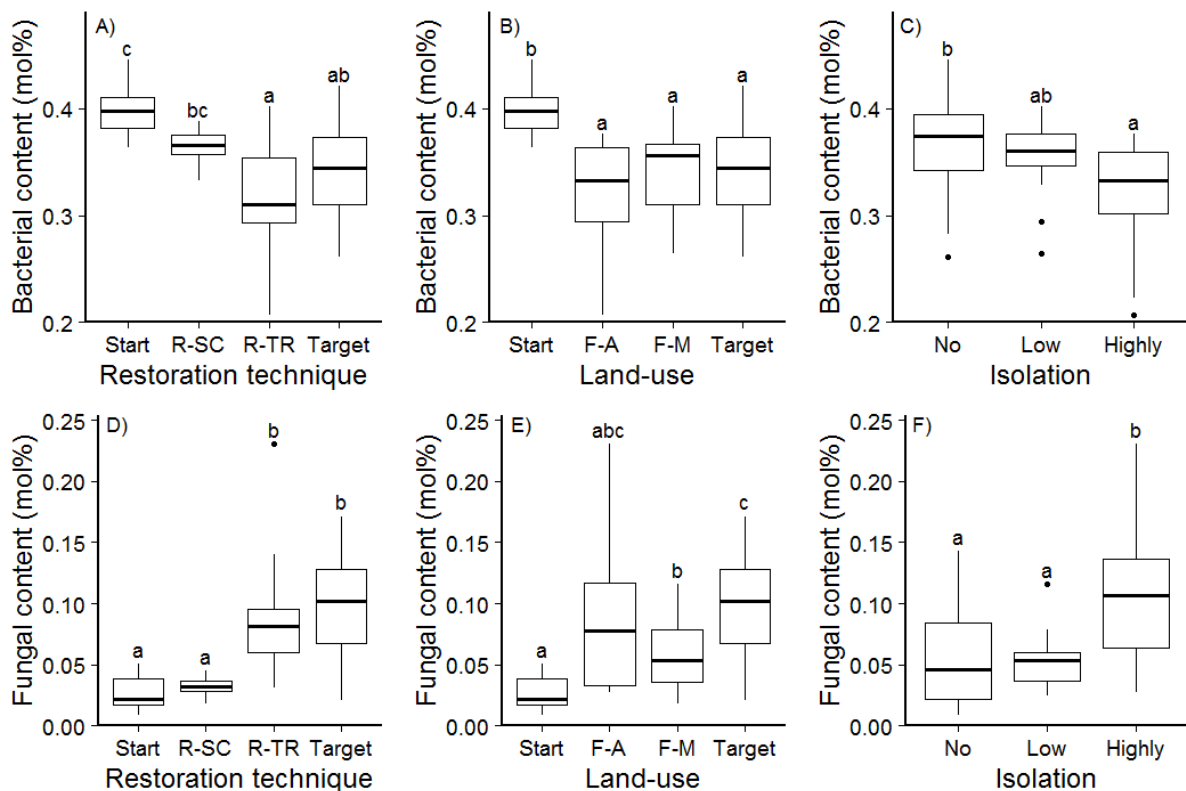 A)
c
bc
a
ab
Bacterial content (mol%)
0.4
0.3
0.2
Start R-SC R-TR Target
Restoration technique
B)
b
a
a
a
Bacterial content (mol%)
0.4
0.3
0.2
Start F-A F-M Target
Land-use
C)
b
ab
a
Bacterial content (mol%)
0.4
0.3
0.2
No Low Highly
Isolation
D)
a
a
b
b
Fungal content (mol%)
0.25
0.20
0.15
0.10
0.05
0.00
Start R-SC R-TR Target
Restoration technique
E)
a
abc
b
c
Fungal content (mol%)
0.25
0.20
0.15
0.10
0.05
0.00
Start F-A F-M Target
Land-use
F)
a
a
b
Fungal content (mol%)
0.25
0.20
0.15
0.10
0.05
0.00
No Low Highly
Isolation